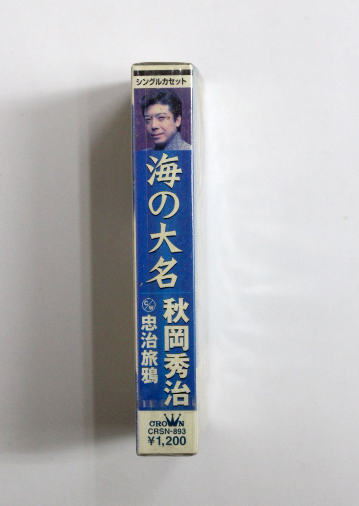 シングルカセット
海の大名
秋岡秀治
C/W 忠治旅鴉
CROWN
CRSN-893
¥1,200